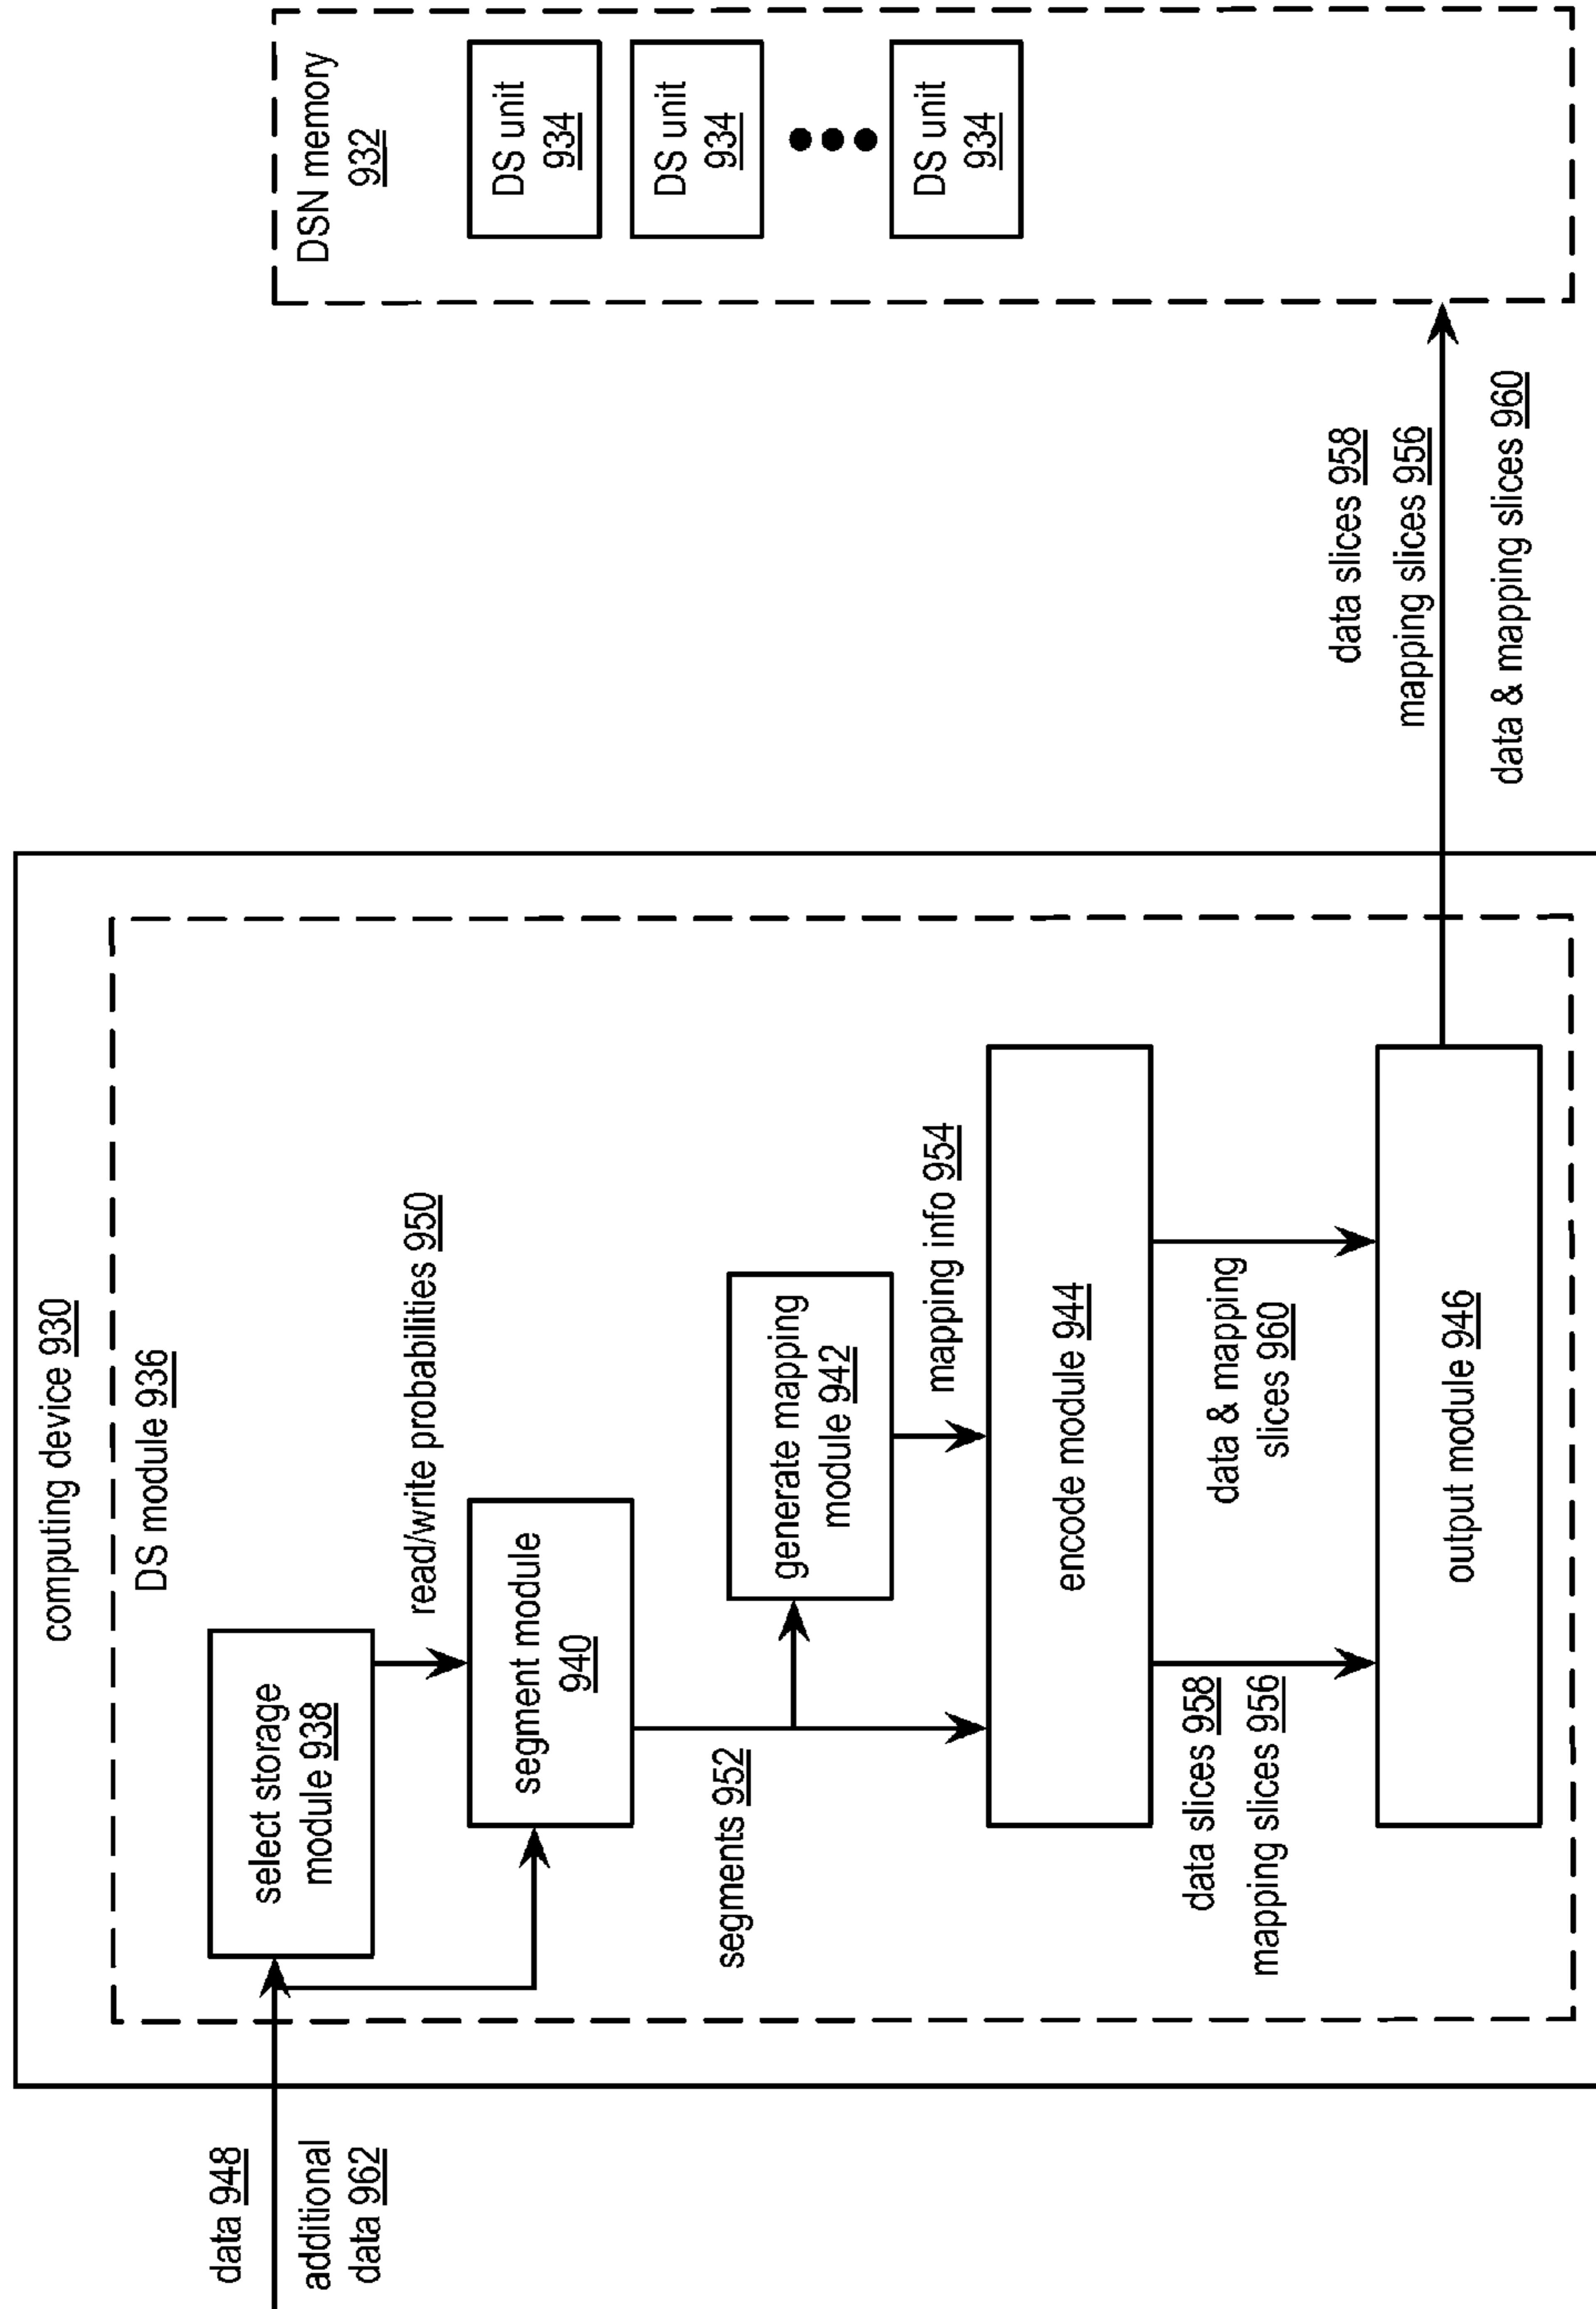 computing device 930
DS module 936
data 948
additional
data 962
select storage
module 938
read/write probabilities 950
segment module
940
segments 952
generate mapping
module 942
mapping info 954
encode module 944
data slices 958
mapping slices 956
data & mapping
slices 960
output module 946
data slices 958
mapping slices 956
data & mapping slices 960
DSN memory
932
DS unit
934
DS unit
934
DS unit
934